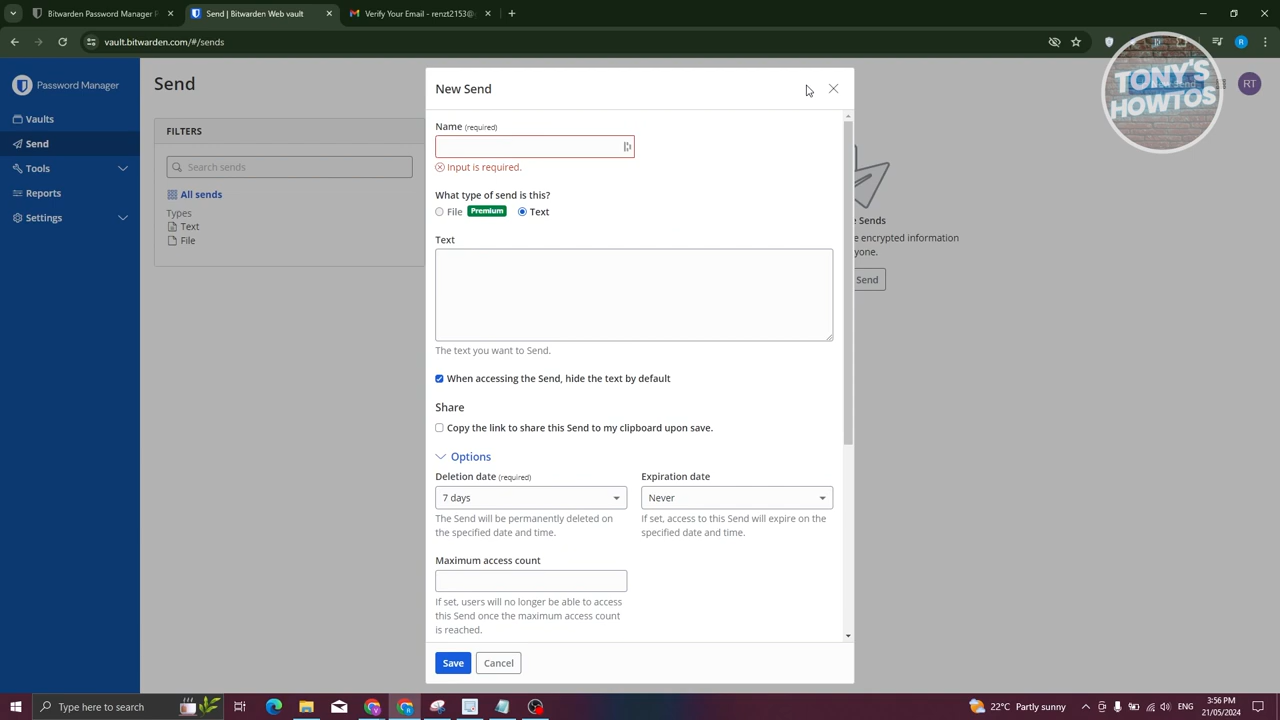 Bitwarden Password Manager
Send | Bitwarden Web vault
Verify Your Email - renzt2153@
vault.bitwarden.com/#/sends
R
Password Manager
Vaults
Send
Tools
Reports
Settings
Send
FILTERS
Search sends
All sends
Types
Text
File
New Send
Name (required)
Input is required.
What type of send is this?
File Premium Text
Text
The text you want to Send.
When accessing the Send, hide the text by default
Share
Copy the link to share this Send to my clipboard upon save.
Options
Deletion date (required)
Expiration date
7 days
Never
The Send will be permanently deleted on
the specified date and time.
If set, access to this Send will expire on the
specified date and time.
Maximum access count
If set, users will no longer be able to access
this Send once the maximum access count
is reached.
Save
Cancel
e Sends
e encrypted information
yone.
Send
New Send
TONY'S
HOWTOS
RT
Type here to search
22°C Partly sunny
3:56 PM
21/05/2024